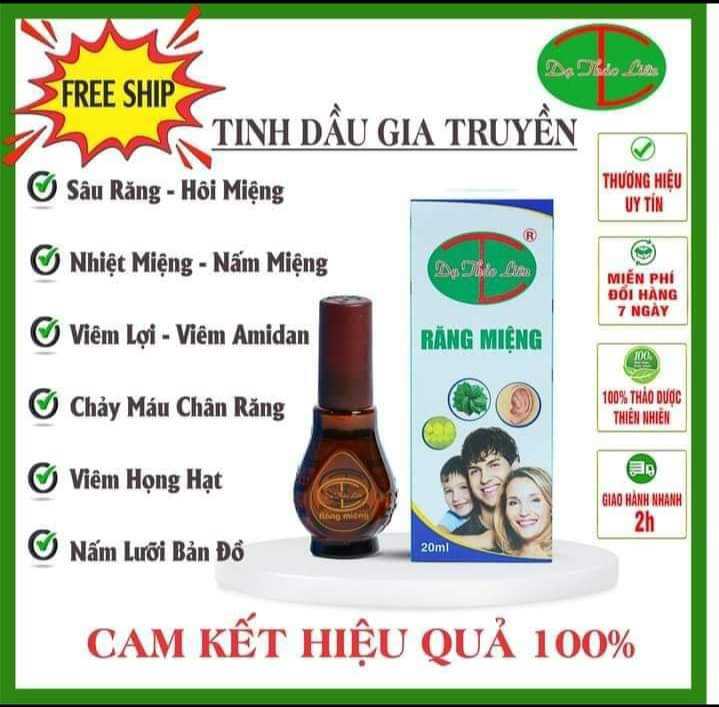 FREE SHIP
Dạ Thảo Liên
TINH DẦU GIA TRUYỀN
Sâu Răng - Hôi Miệng
Nhiệt Miệng - Nấm Miệng
Viêm Lợi - Viêm Amidan
Chảy Máu Chân Răng
Viêm Họng Hạt
Nấm Lưỡi Bản Đồ
Răng miệng
®
Dạ Thảo Liên
RĂNG MIỆNG
20ml
THƯƠNG HIỆU
UY TÍN
MIỄN PHÍ
ĐỔI HÀNG
7 NGÀY
100%
100% THẢO DƯỢC
THIÊN NHIÊN
GIAO HÀNH NHANH
2h
CAM KẾT HIỆU QUẢ 100%